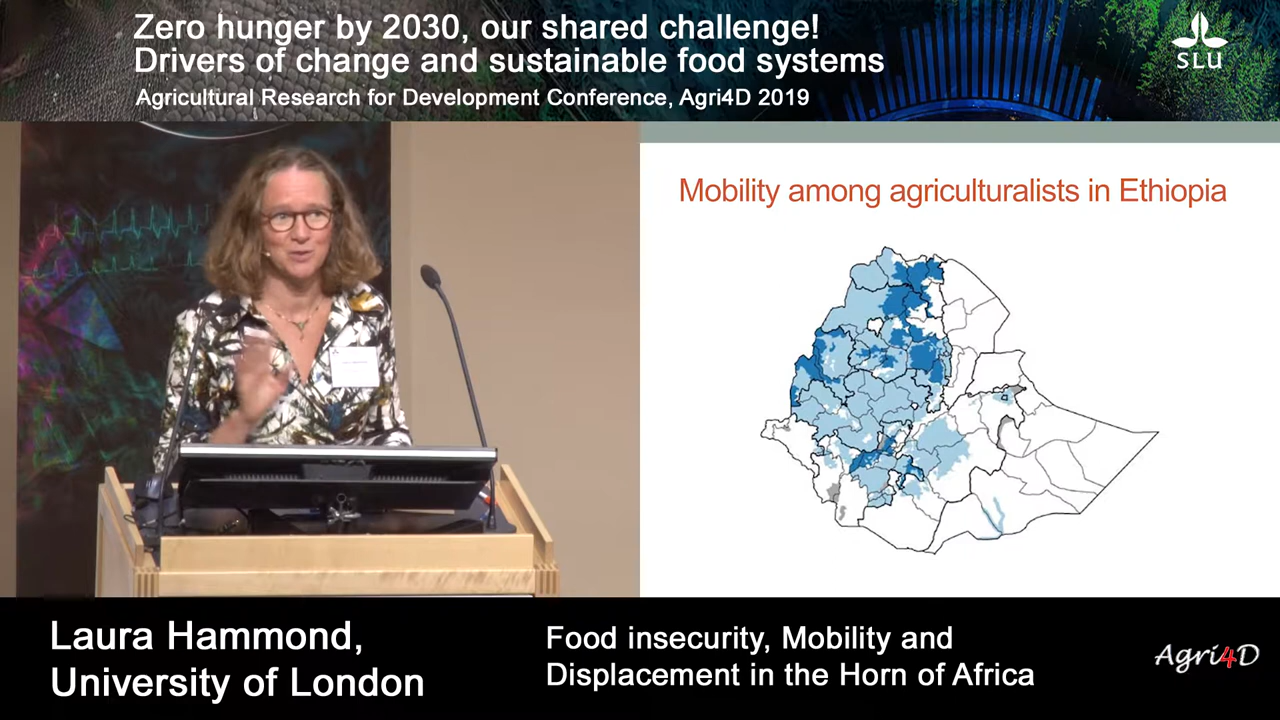 Zero hunger by 2030, our shared challenge!
Drivers of change and sustainable food systems
Agricultural Research for Development Conference, Agri4D 2019
SLU
Mobility among agriculturalists in Ethiopia
Laura Hammond,
University of London
Food insecurity, Mobility and
Displacement in the Horn of Africa
Agri4D